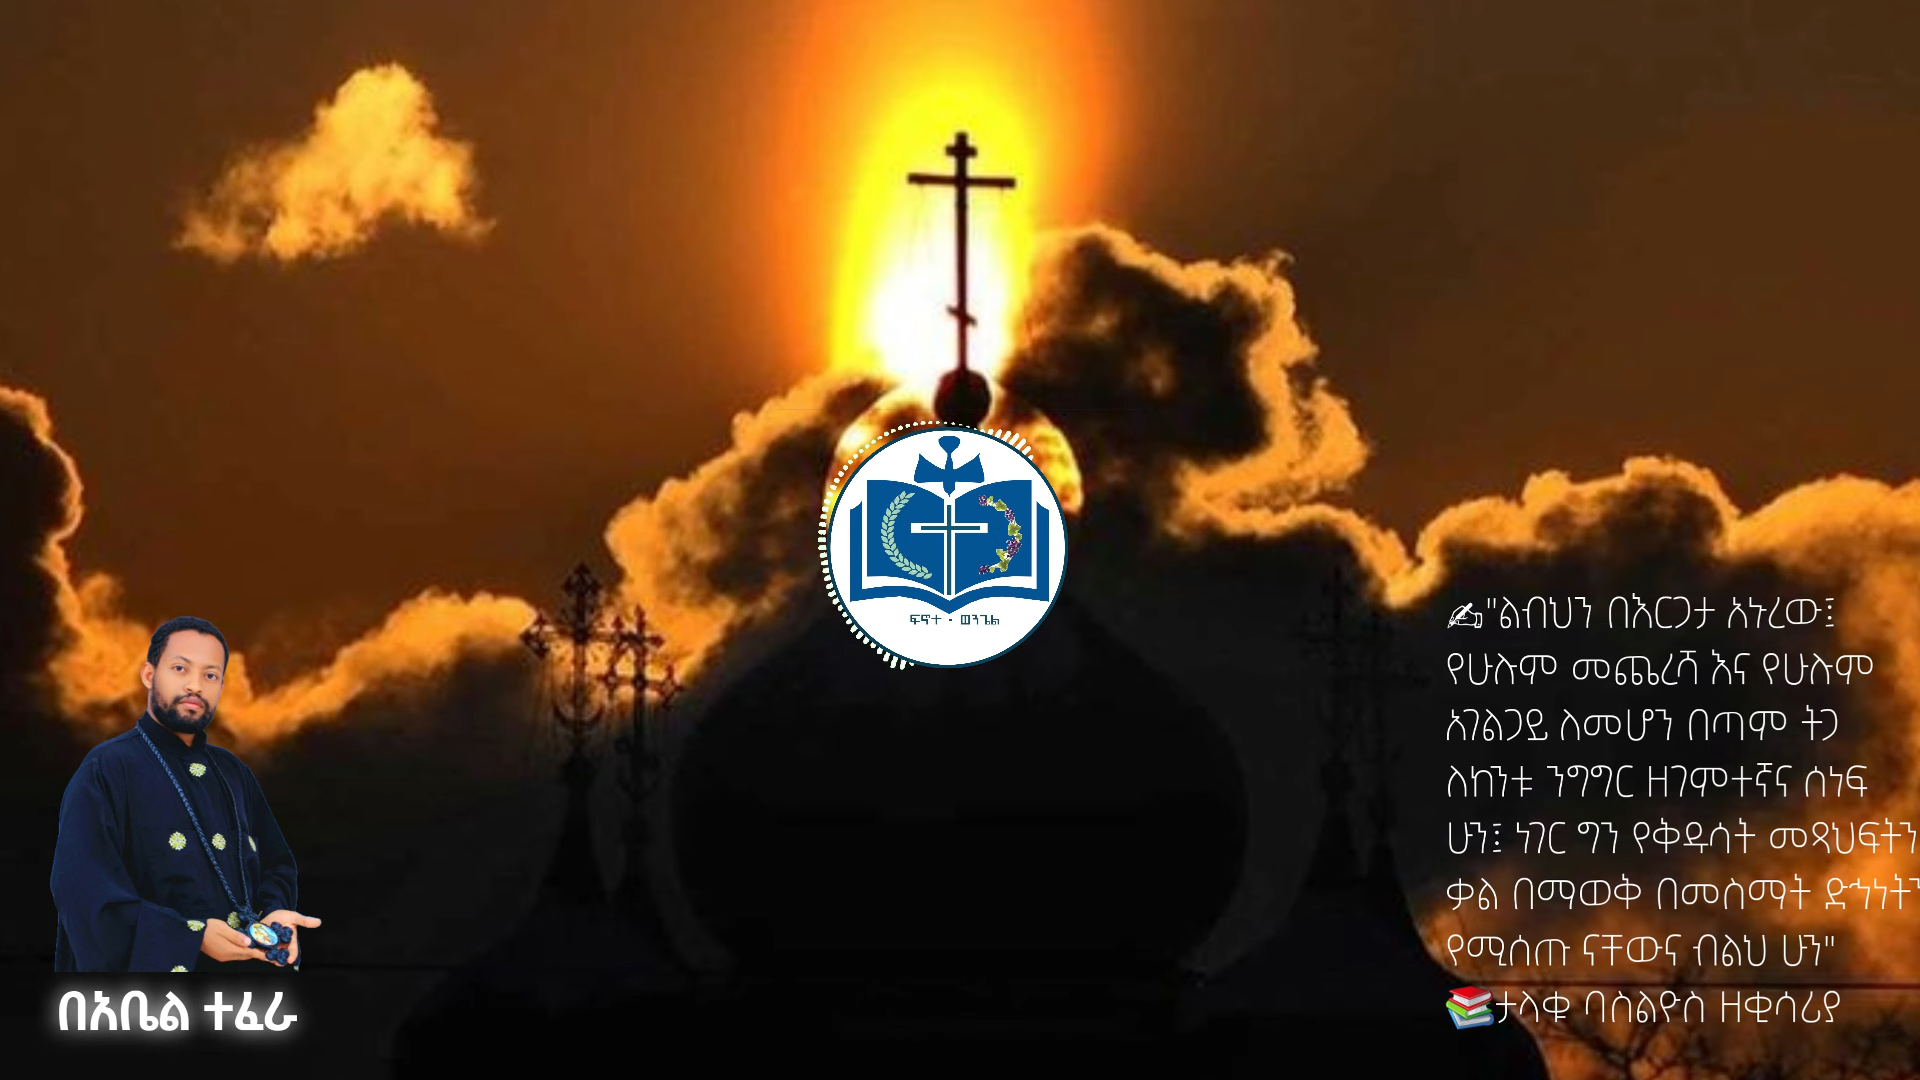 ፍኖተ - ወንጌል
✍"ልብህን በእርጋታ አኑረው፤
የሁሉም መጨረሻ እና የሁሉም
አገልጋይ ለመሆን በጣም ትጋ
ለከንቱ ንግግር ዘገምተኛና ሰነፍ
ሁን፤ ነገር ግን የቅዱሳት መጻህፍትን
ቃል በማወቅ በመስማት ድኅነትን
የሚሰጡ ናቸውና ብልህ ሁን"
📚ታላቁ ባስልዮስ ዘቂሳሪያ
በአቤል ተፈራ